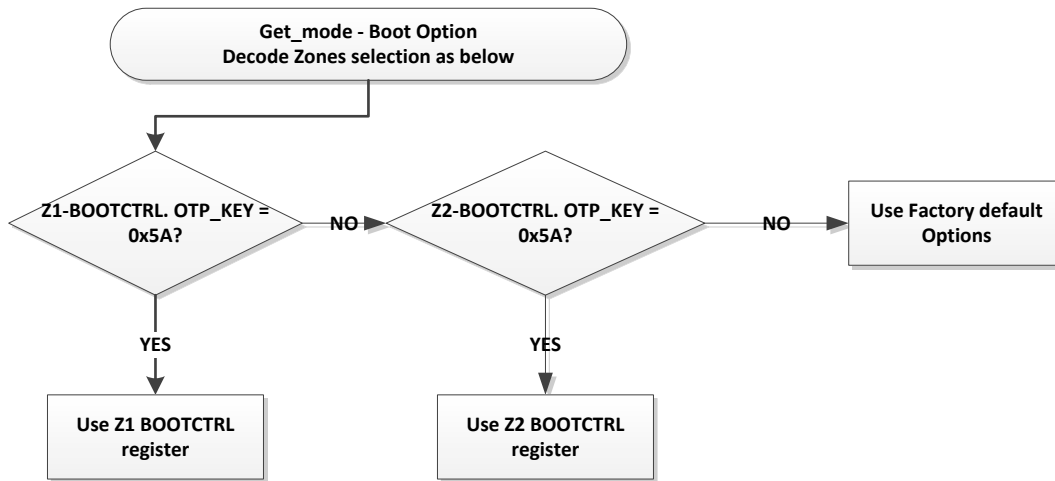 Get_mode - Boot Option
Decode Zones selection as below
Z1-BOOTCTRL. OTP_KEY =
0x5A?
NO
Z2-BOOTCTRL. OTP_KEY =
0x5A?
NO
Use Factory default
Options
YES
YES
Use Z1 BOOTCTRL
register
Use Z2 BOOTCTRL
register